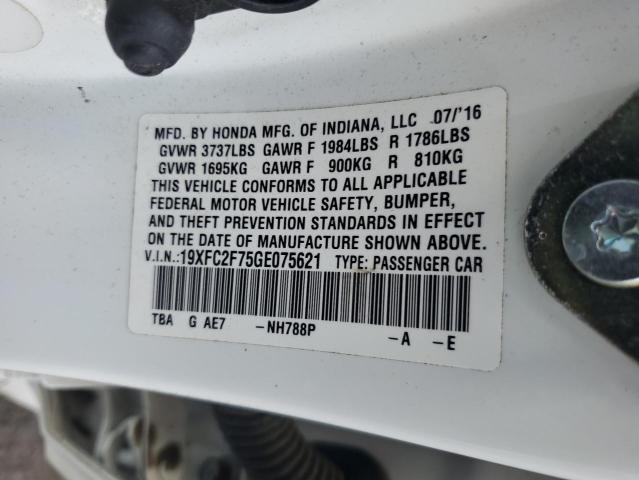 MFD. BY HONDA MFG. OF INDIANA, LLC 07/'16
GVWR 3737LBS GAWR F 1984LBS R 1786LBS
GVWR 1695KG GAWR F 900KG R 810KG
THIS VEHICLE CONFORMS TO ALL APPLICABLE
FEDERAL MOTOR VEHICLE SAFETY, BUMPER,
AND THEFT PREVENTION STANDARDS IN EFFECT
ON THE DATE OF MANUFACTURE SHOWN ABOVE.
V.I.N.:19XFC2F75GE075621 TYPE: PASSENGER CAR
TBA G AE7 -NH788P -A -E